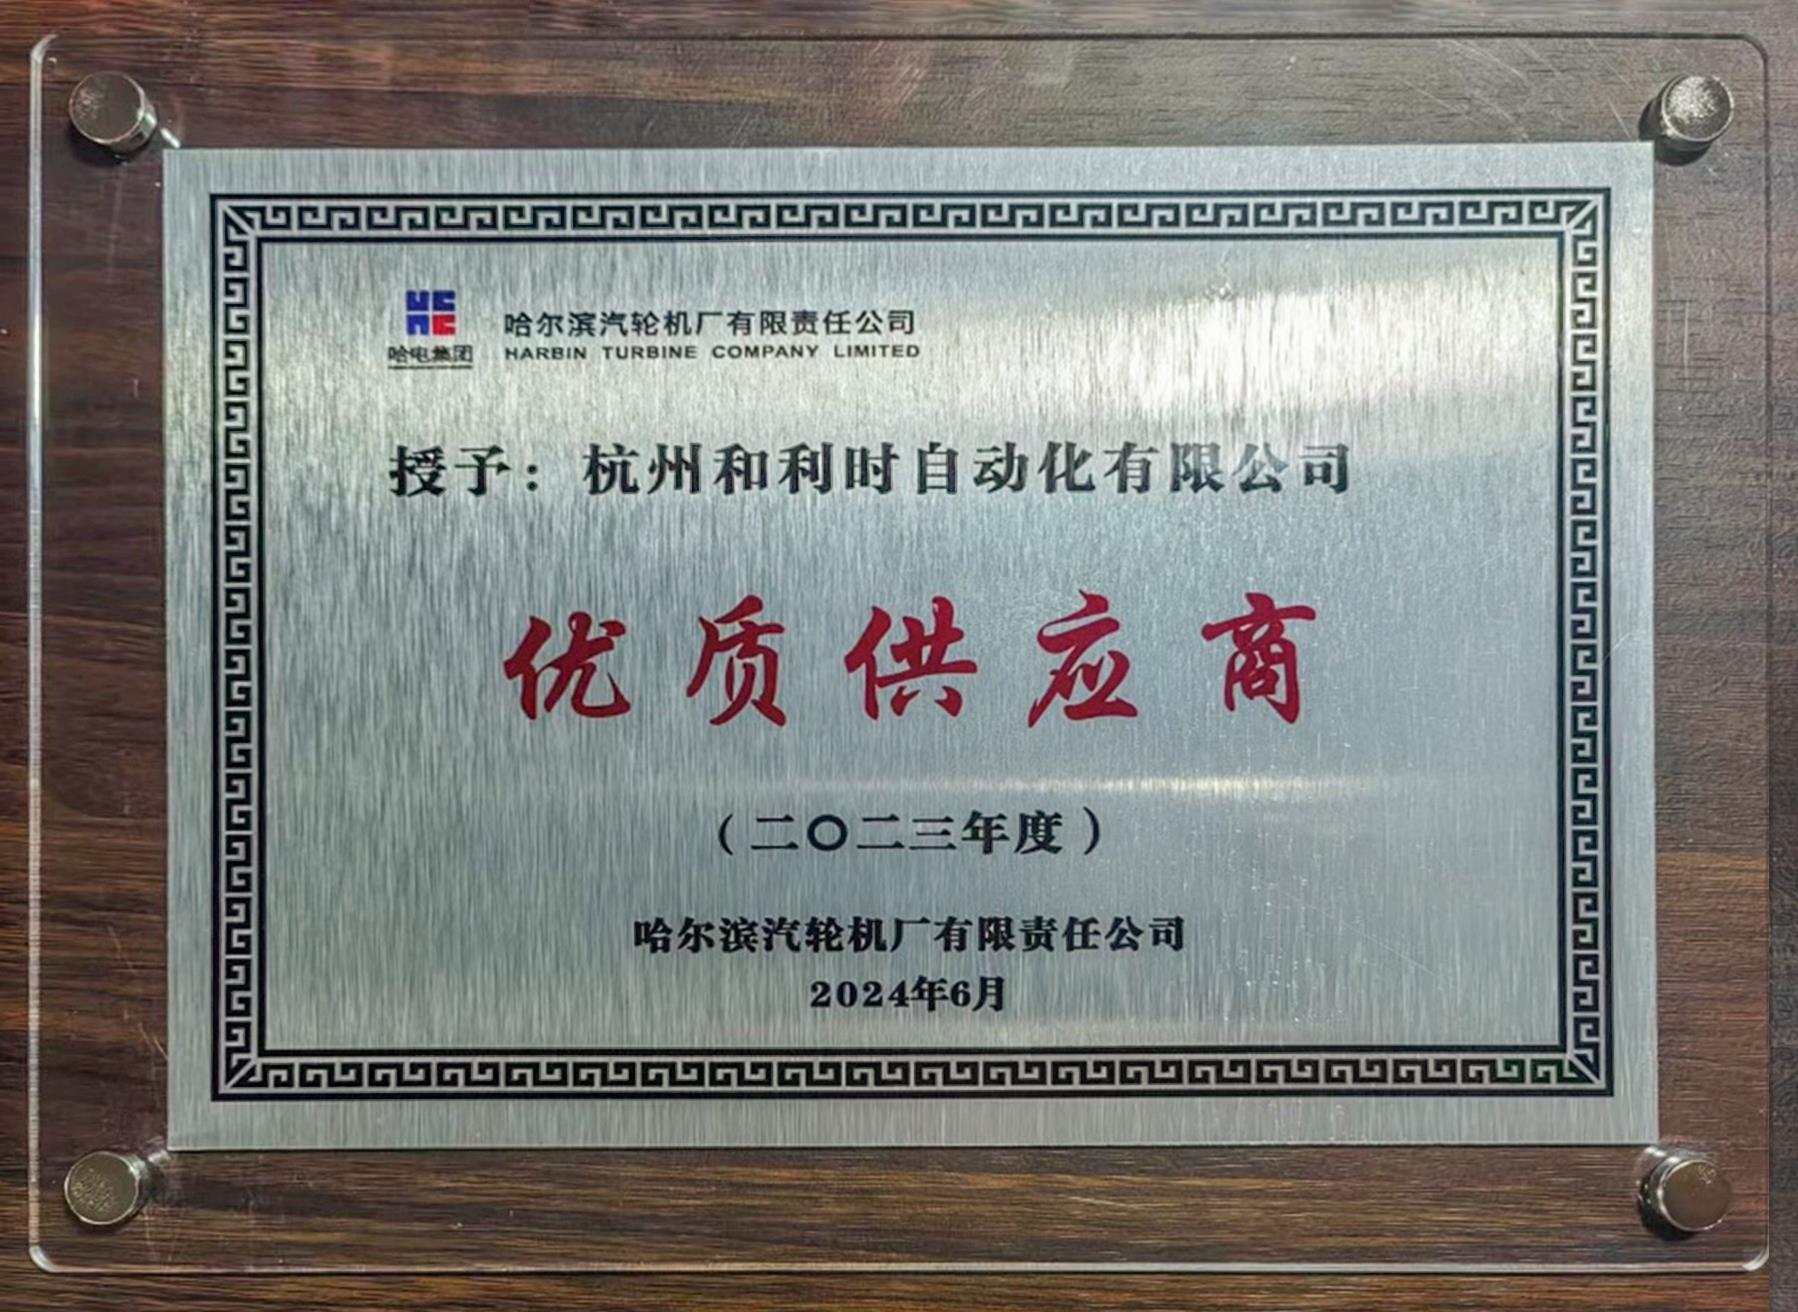 哈电集团
哈尔滨汽轮机厂有限责任公司
HARBIN TURBINE COMPANY LIMITED
授予：杭州和利时自动化有限公司
优质供应商
（二〇二三年度）
哈尔滨汽轮机厂有限责任公司
2024年6月